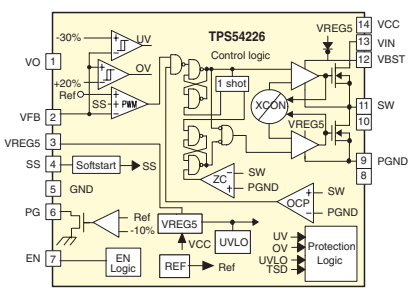 TPS54226
Control logic
-30%
UV
OV
+20%
Ref
SS
PWM
1 shot
XCON
VREG5
VREG5
VO 1
VFB 2
VREG5 3
SS 4
Softstart
SS
5 GND
PG 6
Ref
-10%
EN 7
EN
Logic
14 VCC
13 VIN
12 VBST
11 SW
10
9 PGND
8
ZC
SW
PGND
OCP
SW
PGND
VREG5
VCC
UVLO
REF
Ref
UV
OV
UVLO
TSD
Protection
Logic